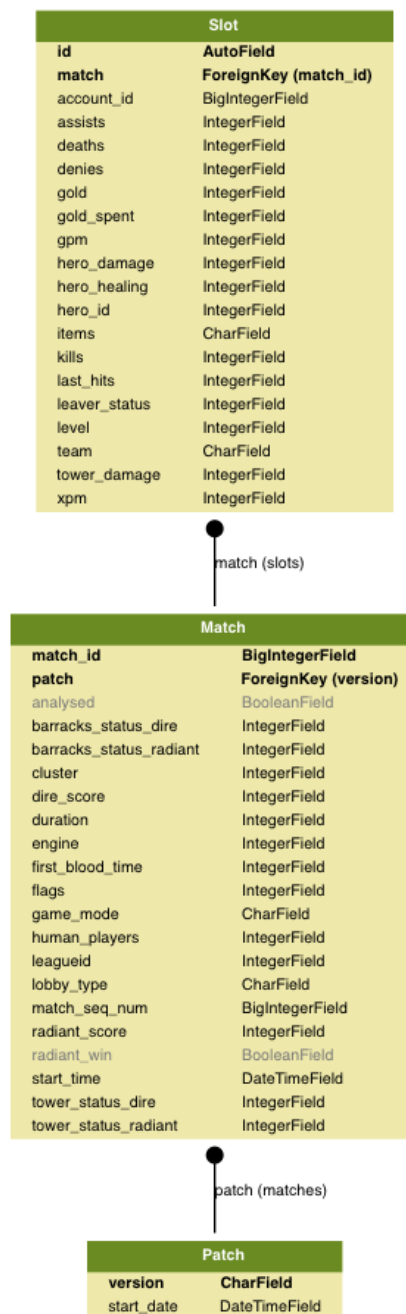 Slot
id AutoField
match ForeignKey (match_id)
account_id BigIntegerField
assists IntegerField
deaths IntegerField
denies IntegerField
gold IntegerField
gold_spent IntegerField
gpm IntegerField
hero_damage IntegerField
hero_healing IntegerField
hero_id IntegerField
items CharField
kills IntegerField
last_hits IntegerField
leaver_status IntegerField
level IntegerField
team CharField
tower_damage IntegerField
xpm IntegerField
match (slots)
Match
match_id BigIntegerField
patch ForeignKey (version)
analysed BooleanField
barracks_status_dire IntegerField
barracks_status_radiant IntegerField
cluster IntegerField
dire_score IntegerField
duration IntegerField
engine IntegerField
first_blood_time IntegerField
flags IntegerField
game_mode CharField
human_players IntegerField
leagueid IntegerField
lobby_type CharField
match_seq_num BigIntegerField
radiant_score IntegerField
radiant_win BooleanField
start_time DateTimeField
tower_status_dire IntegerField
tower_status_radiant IntegerField
patch (matches)
Patch
version CharField
start_date DateTimeField